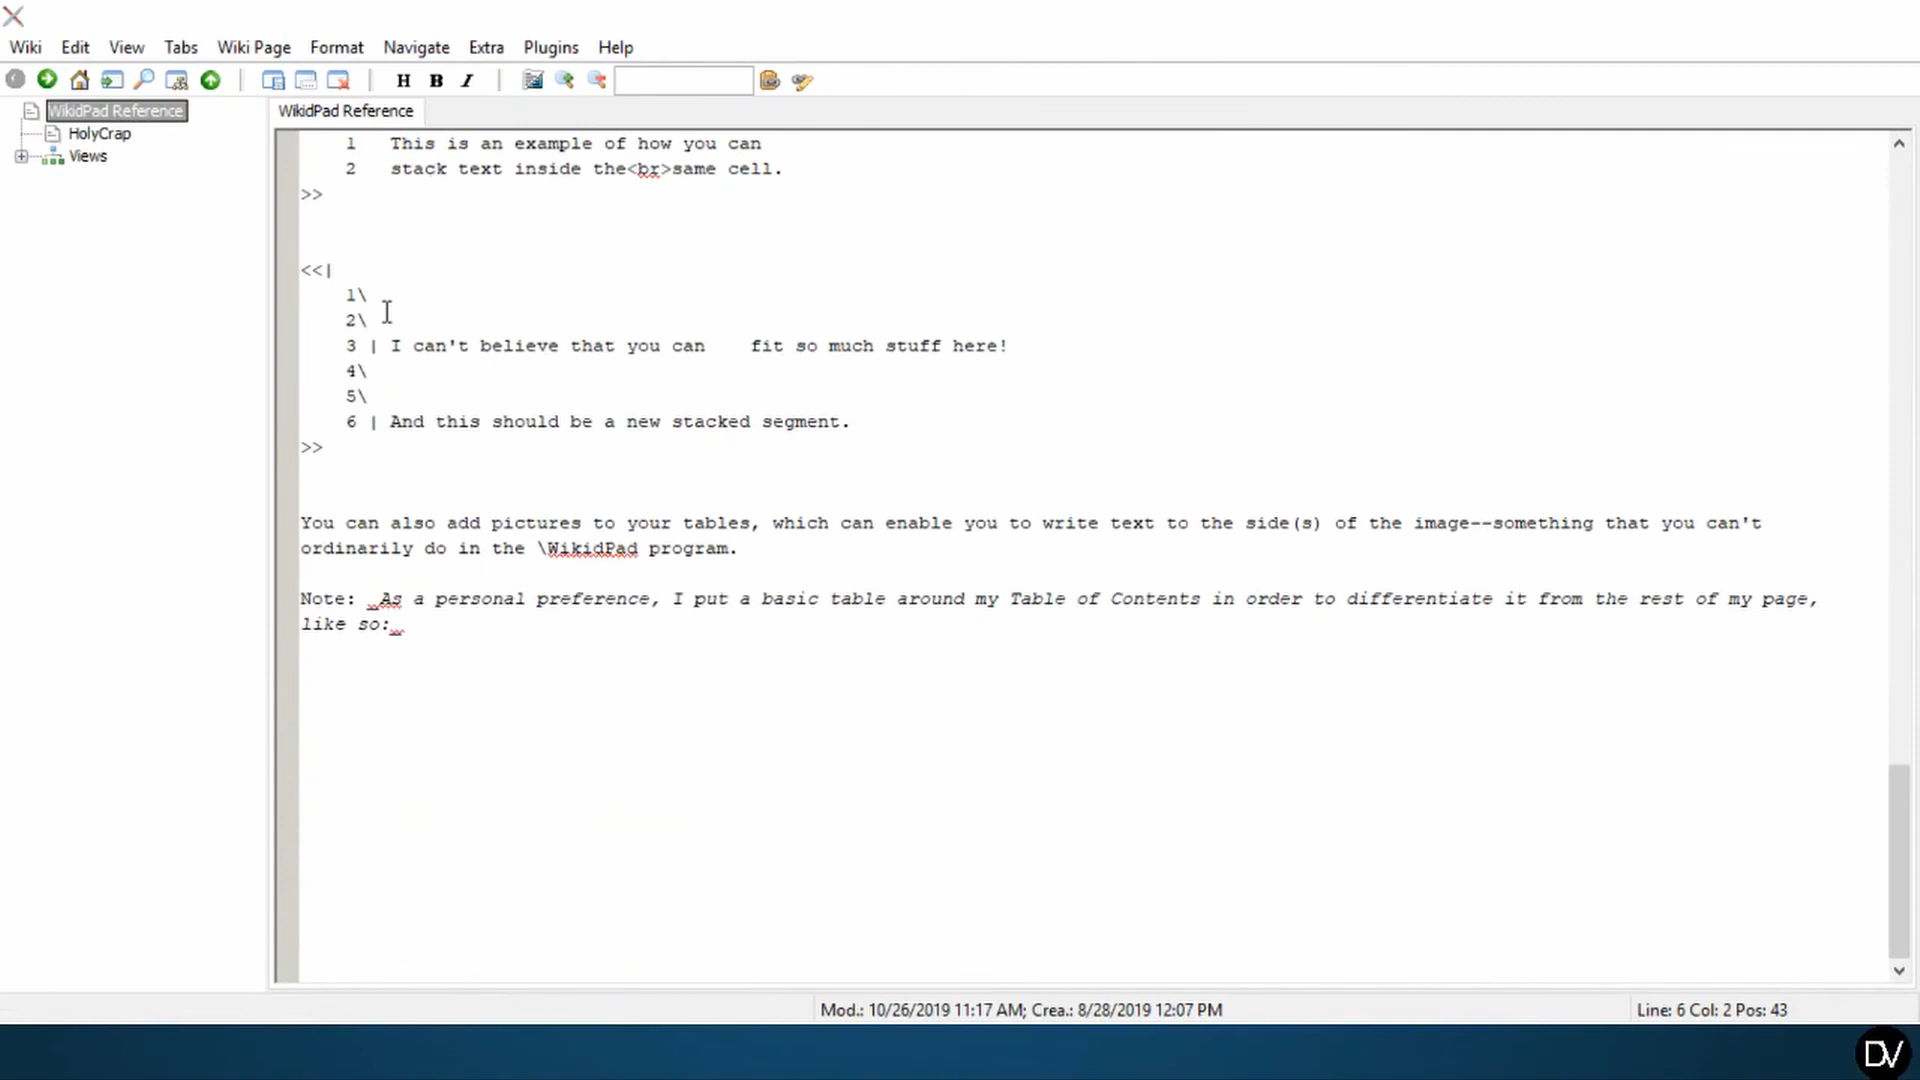 Wiki Edit View Tabs Wiki Page Format Navigate Extra Plugins Help
H B I
WikidPad Reference
HolyCrap
Views
WikidPad Reference
1 This is an example of how you can
2 stack text inside the<br>same cell.
>>
<<|
1\
2\
3 | I can't believe that you can    fit so much stuff here!
4\
5\
6 | And this should be a new stacked segment.
>>
You can also add pictures to your tables, which can enable you to write text to the side(s) of the image--something that you can't
ordinarily do in the \WikidPad program.
Note: _As a personal preference, I put a basic table around my Table of Contents in order to differentiate it from the rest of my page,
like so:_
Mod.: 10/26/2019 11:17 AM; Crea.: 8/28/2019 12:07 PM
Line: 6 Col: 2 Pos: 43
DV